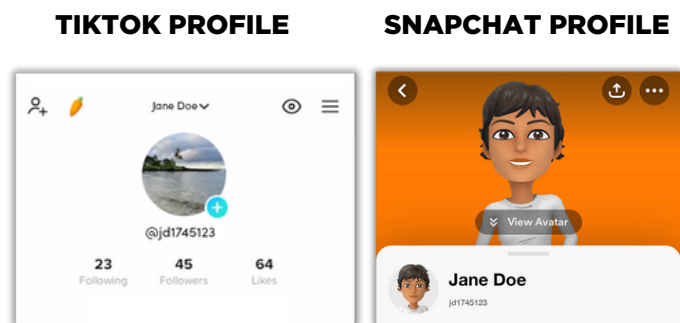 TIKTOK PROFILE
SNAPCHAT PROFILE
Jane Doe
@jd1745123
23 45 64
Following Followers Likes
View Avatar
Jane Doe
jd1745123